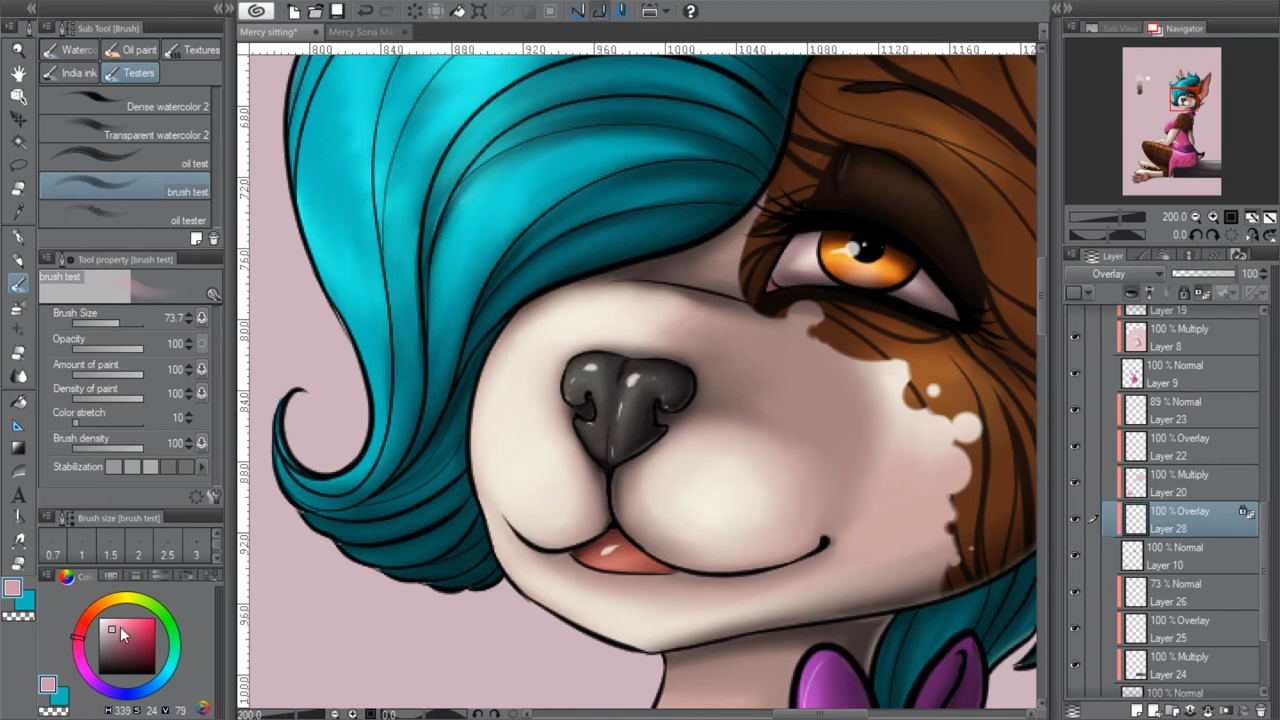 Sub Tool [Brush]
Waterco
Oil paint
Textures
India ink
Testers
Dense watercolor 2
Transparent watercolor 2
oil test
brush test
oil tester
Tool property [brush test]
brush test
Brush Size 73.7
Opacity 100
Amount of paint 100
Density of paint 100
Color stretch 10
Brush density 100
Stabilization
Brush size [brush test]
0.7 1 1.5 2 2.5 3
H 339 S 24 V 79
Mercy sitting*
Mercy Sona Ma
800 840 880 920 960 1000 1040 1080 1120 1160
680
720
760
800
840
880
920
960
1000
200.0
0.0
Sub View
Navigator
200.0
0.0
Layer
Overlay 100
Layer 19
100 % Multiply
Layer 8
100 % Normal
Layer 9
89 % Normal
Layer 23
100 % Overlay
Layer 22
100 % Multiply
Layer 20
100 % Overlay
Layer 28
100 % Normal
Layer 10
73 % Normal
Layer 26
100 % Overlay
Layer 25
100 % Multiply
Layer 24
100 % Normal